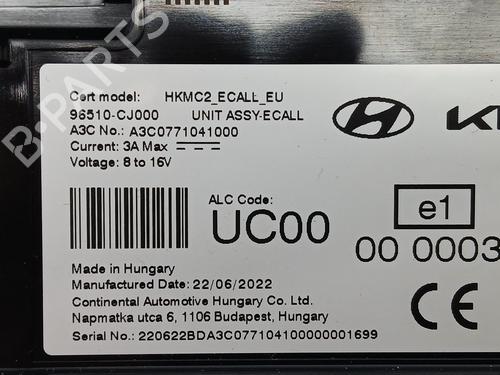 Cert model: HKMC2_ECALL_EU
96510-CJ000 UNIT ASSY-ECALL
A3C No.: A3C0771041000
Current: 3A Max
Voltage: 8 to 16V
ALC Code:
UC00
e1
00 0003
Made in Hungary
Manufactured Date: 22/06/2022
Continental Automotive Hungary Co. Ltd.
Napmatka utca 6, 1106 Budapest, Hungary
Serial No.: 220622BDA3C077104100000001699
B-PARTS